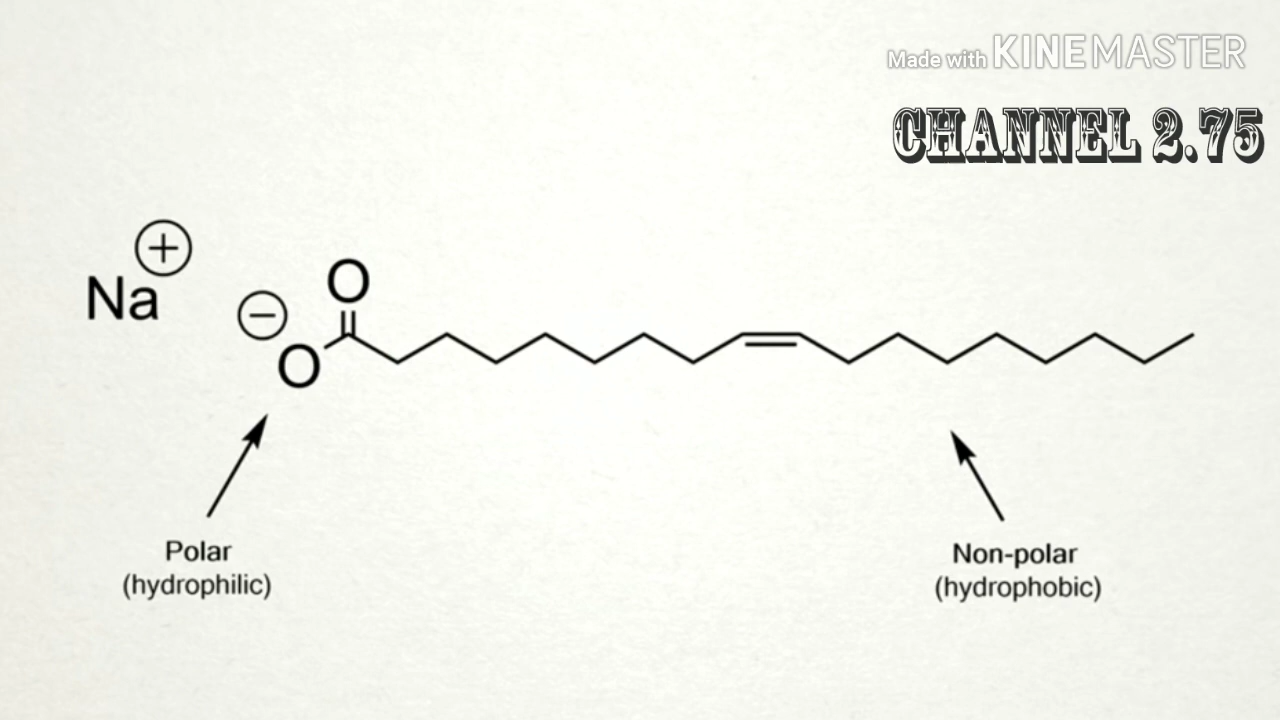 Made with KINEMASTER
CHANNEL 2.75
Na
+
−
O
O
Polar
(hydrophilic)
Non-polar
(hydrophobic)